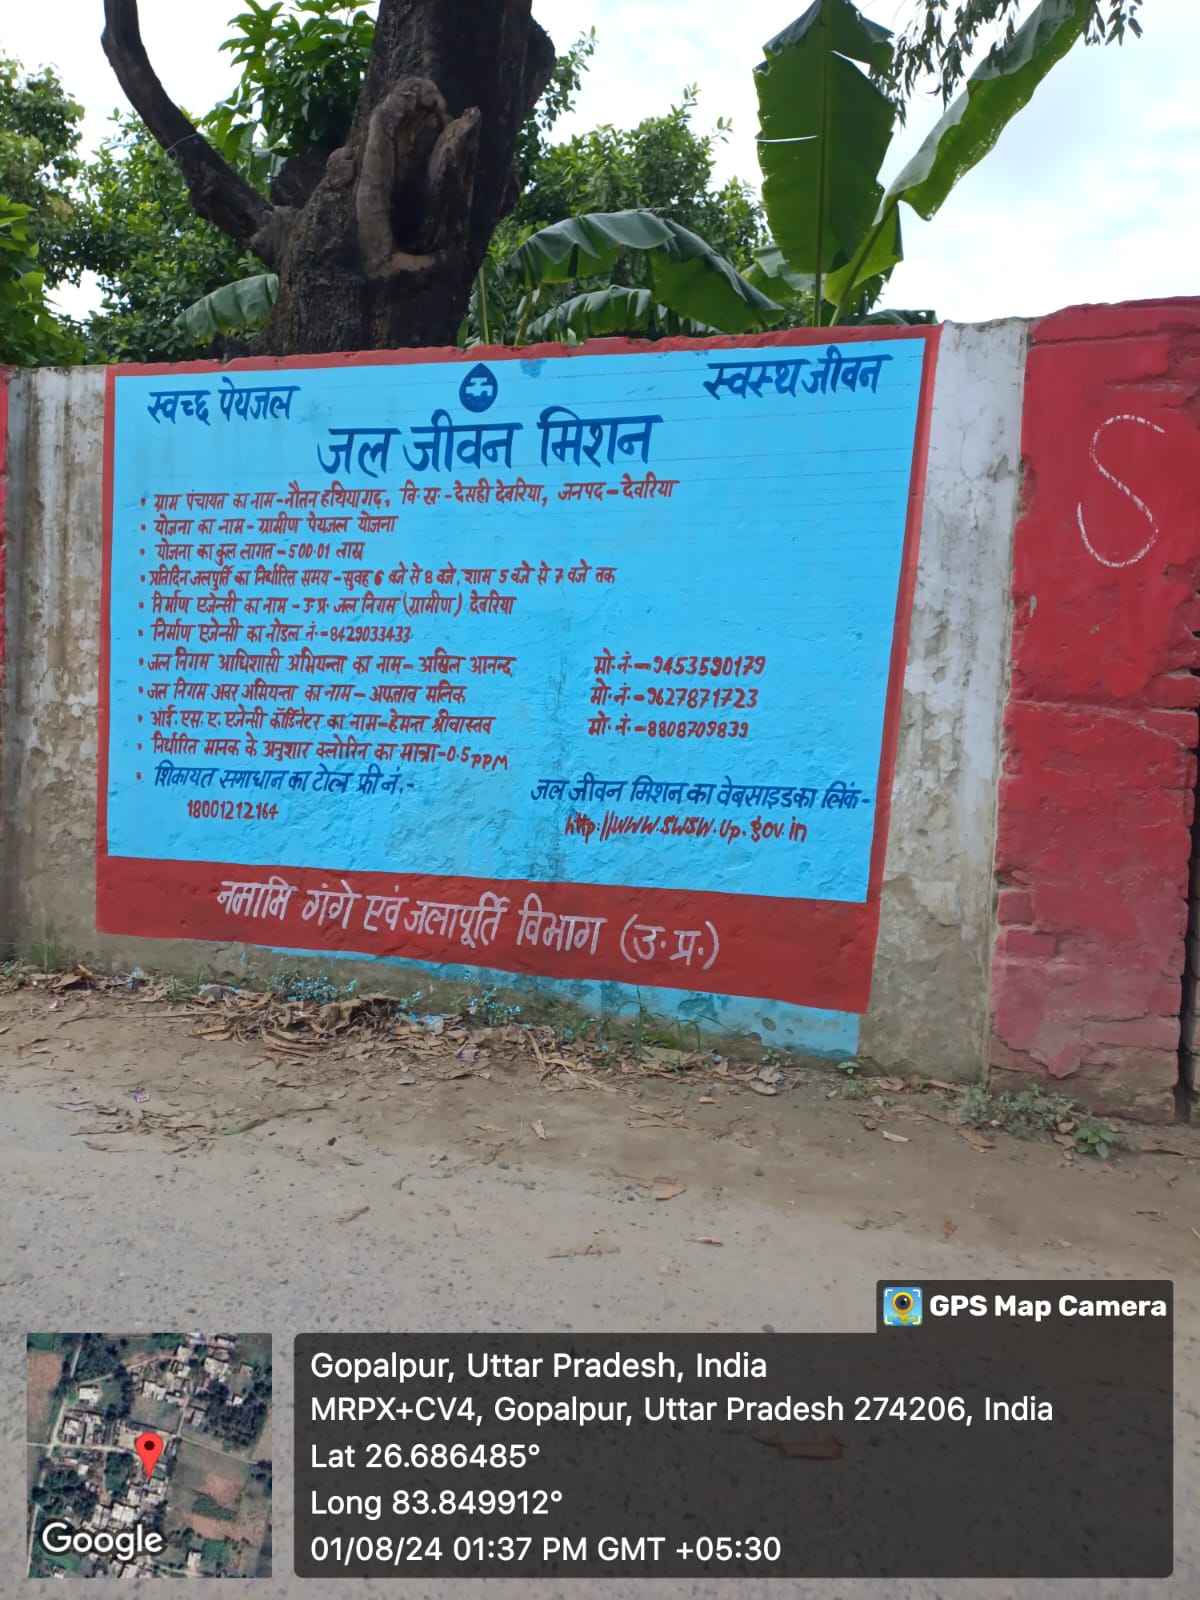 स्वच्छ पेयजल
स्वस्थ जीवन
जल जीवन मिशन
• ग्राम पंचायत का नाम-नौतन हथियागढ़, वि. ख.-देसही देवरिया, जनपद-देवरिया
• योजना का नाम-ग्रामीण पेयजल योजना
• योजना का कुल लागत-500.01 लाख
• प्रतिदिन जलपुर्ति का निर्धारित समय-सुवह 6 बजे से 8 बजे, शाम 5 बजे से 7 बजे तक
• निर्माण एजेन्सी का नाम-उ.प्र. जल निगम (ग्रामीण) देवरिया
• निर्माण एजेन्सी का नोडल नं.-8429033433
• जल निगम अधिशासी अभियन्ता का नाम-अखिल आनन्द मो.नं.-9453590179
• जल निगम अवर अभियन्ता का नाम-अफताब मलिक मो.नं.-9627871723
• आई.एस.ए. एजेन्सी कॉर्डिनेटर का नाम-हेमन्त श्रीवास्तव मो.नं.-8808709839
• निर्धारित मानक के अनुशार क्लोरिन का मात्रा-0.5 PPM
• शिकायत समाधान का टोल फ्री नं.-
18001212164
जल जीवन मिशन का वेबसाइड का लिंक-
http://www.swsw.up.gov.in
नमामि गंगे एवं जलापूर्ति विभाग (उ.प्र.)
S
GPS Map Camera
Gopalpur, Uttar Pradesh, India
MRPX+CV4, Gopalpur, Uttar Pradesh 274206, India
Lat 26.686485°
Long 83.849912°
01/08/24 01:37 PM GMT +05:30
Google